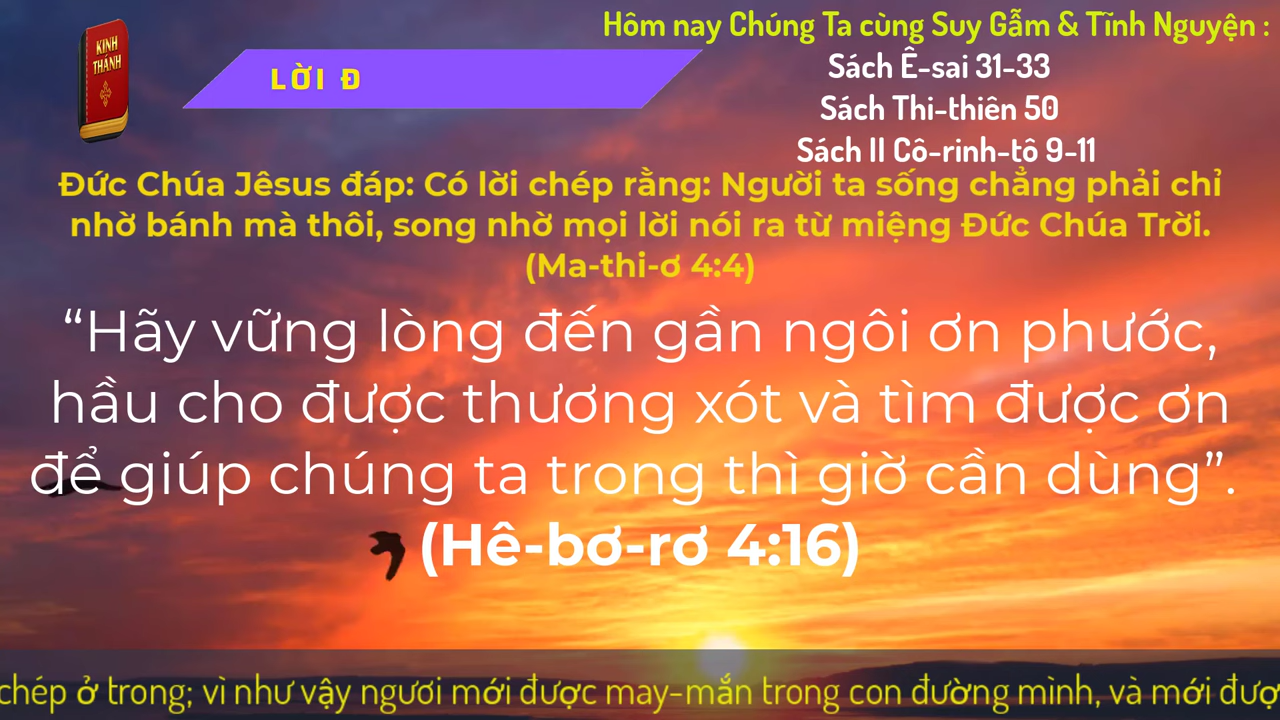 KINH
THÁNH
LỜI Đ
Hôm nay Chúng Ta cùng Suy Gẫm & Tĩnh Nguyện :
Sách Ê-sai 31-33
Sách Thi-thiên 50
Sách II Cô-rinh-tô 9-11
Đức Chúa Jêsus đáp: Có lời chép rằng: Người ta sống chẳng phải chỉ
nhờ bánh mà thôi, song nhờ mọi lời nói ra từ miệng Đức Chúa Trời.
(Ma-thi-ơ 4:4)
“Hãy vững lòng đến gần ngôi ơn phước,
hầu cho được thương xót và tìm được ơn
để giúp chúng ta trong thì giờ cần dùng”.
(Hê-bơ-rơ 4:16)
chép ở trong; vì như vậy ngươi mới được may-mắn trong con đường mình, và mới đượ